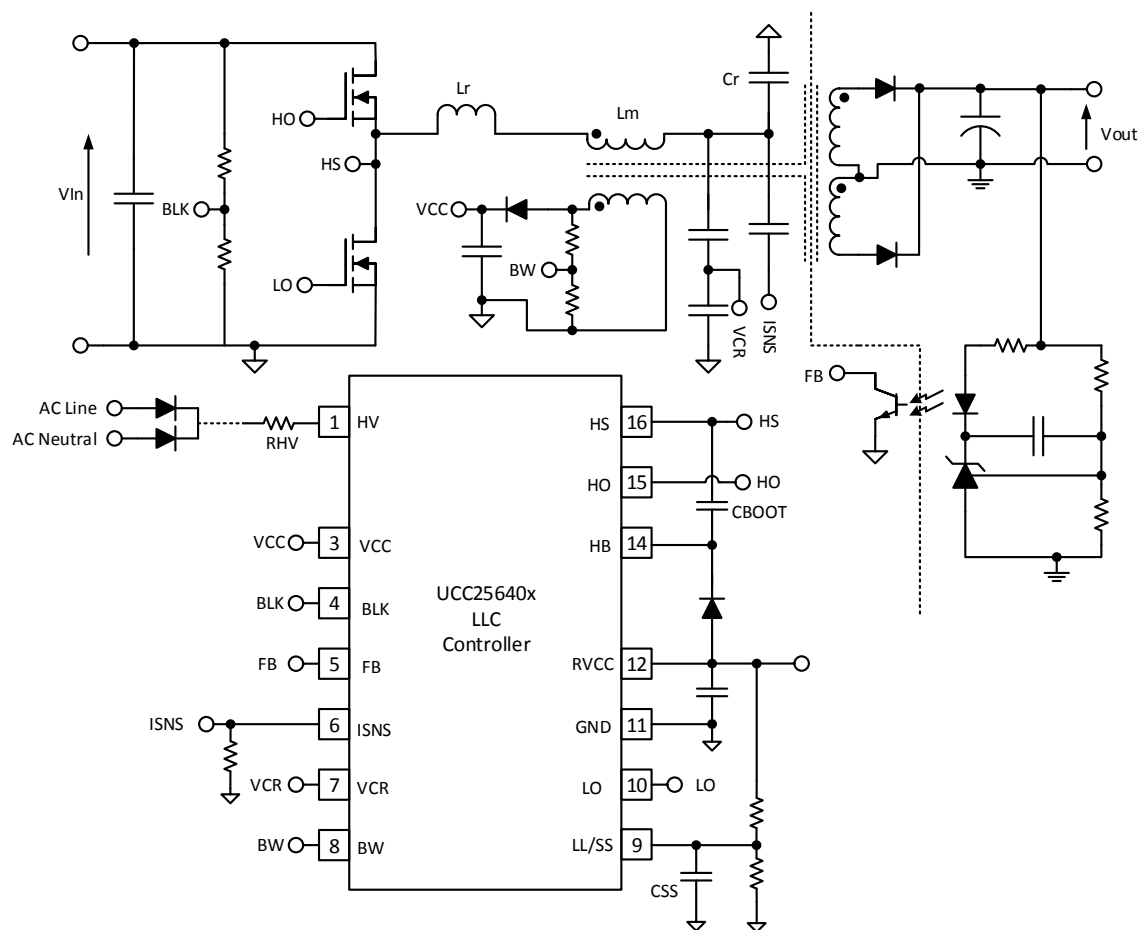 Cr
Lr
Lm
HO
HS
VIn
BLK
LO
VCC
BW
VCR
ISNS
Vout
FB
AC Line
AC Neutral
RHV
1
HV
HS
16
HS
HO
15
HO
CBOOT
VCC
3
VCC
HB
14
BLK
4
BLK
UCC25640x
LLC
Controller
FB
5
FB
RVCC
12
ISNS
6
ISNS
GND
11
VCR
7
VCR
LO
10
LO
BW
8
BW
LL/SS
9
CSS